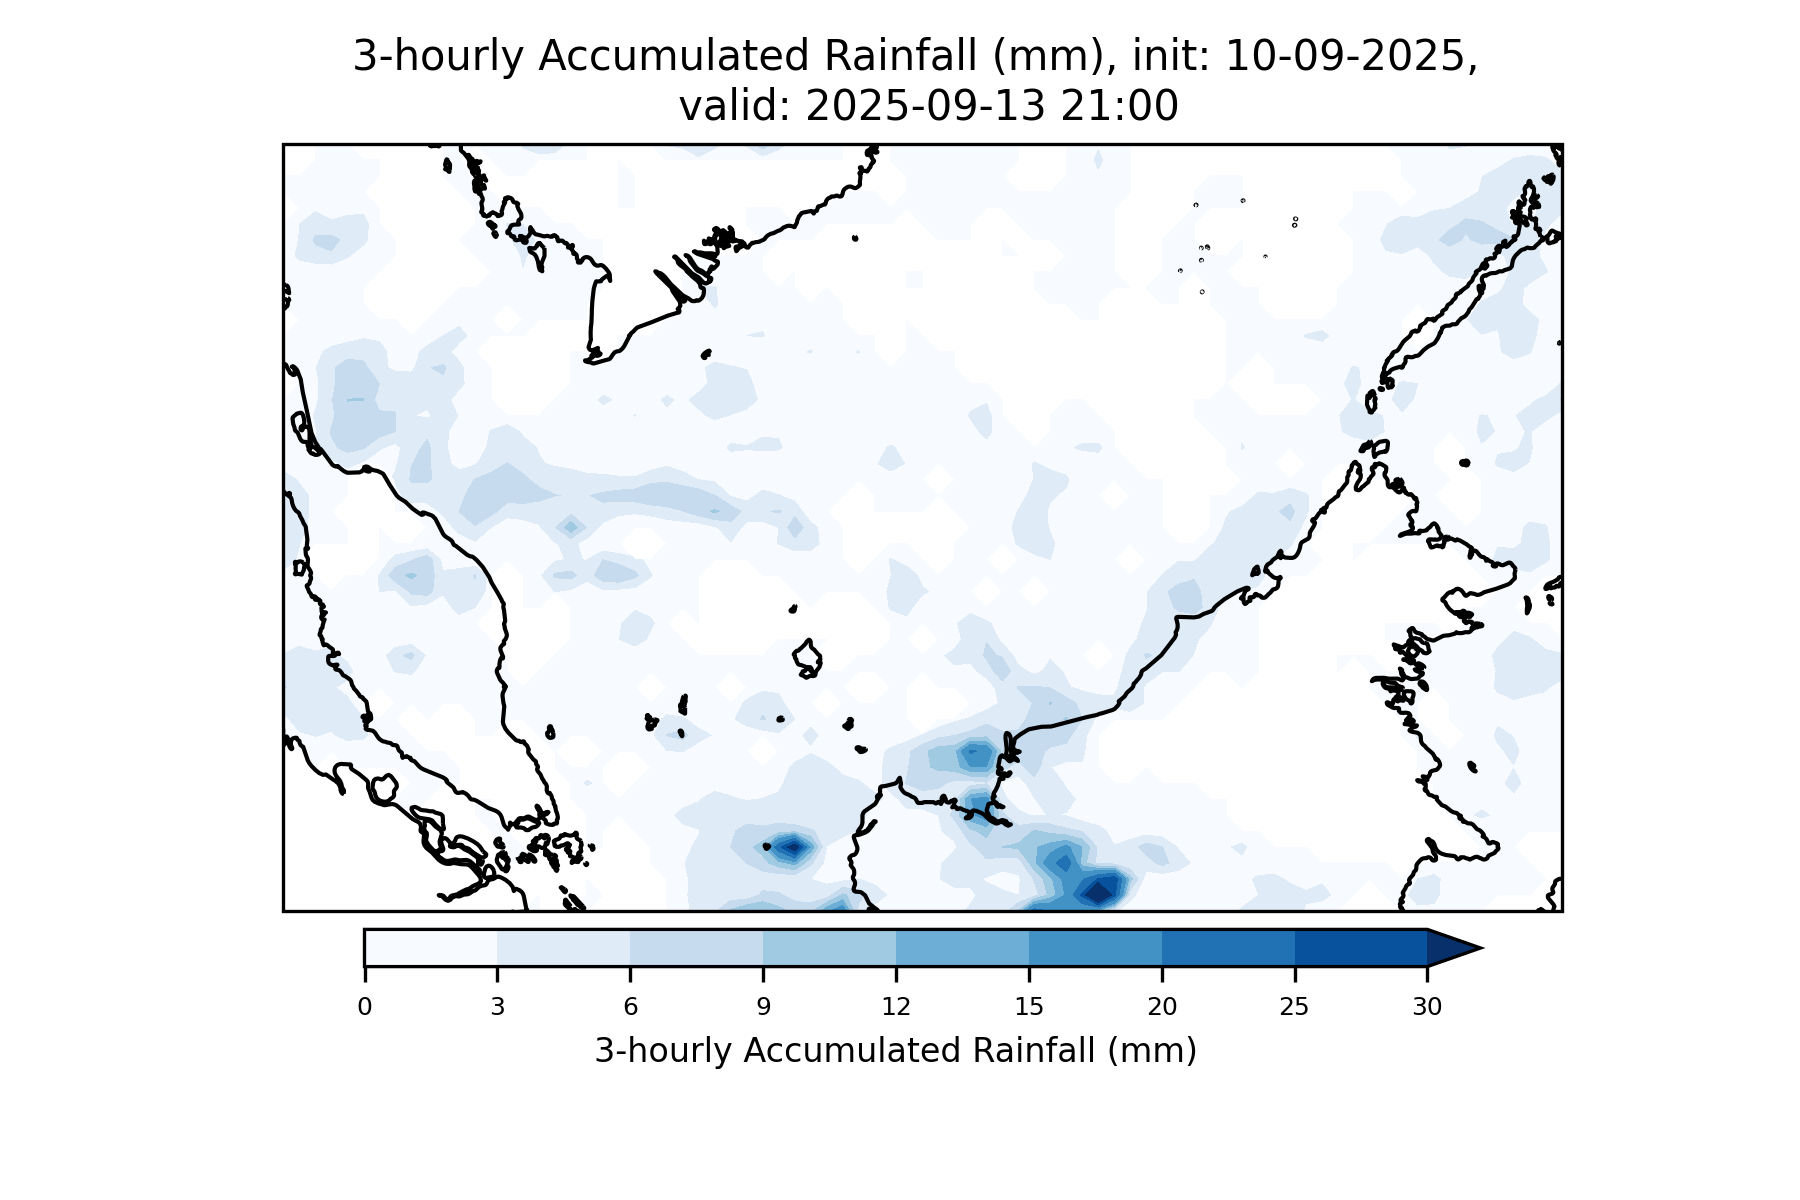 3-hourly Accumulated Rainfall (mm), init: 10-09-2025,
valid: 2025-09-13 21:00
0 3 6 9 12 15 20 25 30
3-hourly Accumulated Rainfall (mm)